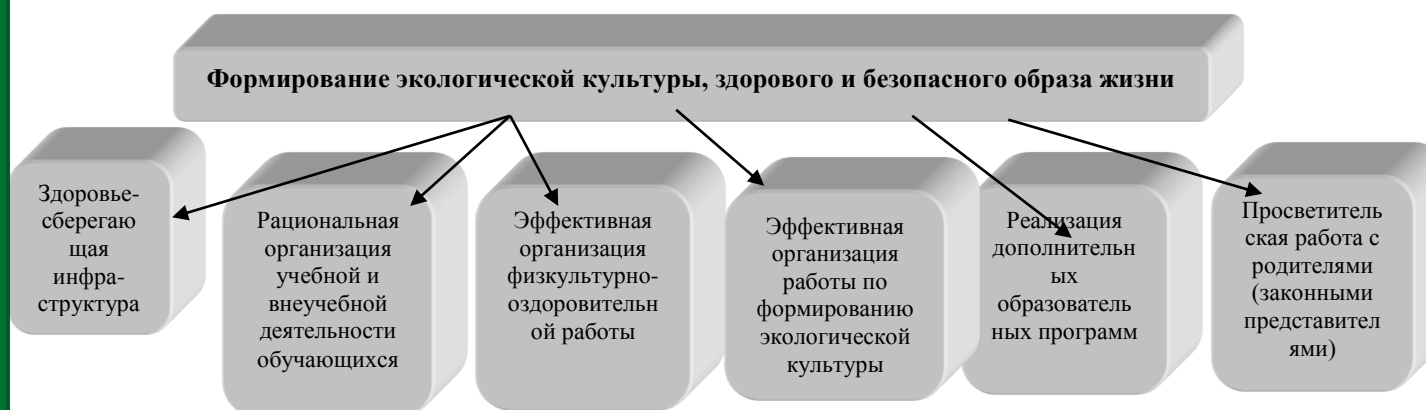 Формирование экологической культуры, здорового и безопасного образа жизни
Здоровье-
сберегаю
щая
инфра-
структура
Рациональная
организация
учебной и
внеучебной
деятельности
обучающихся
Эффективная
организация
физкультурно-
оздоровительн
ой работы
Эффективная
организация
работы по
формированию
экологической
культуры
Реализация
дополнительн
ых
образователь
ных программ
Просветитель
ская работа с
родителями
(законными
представител
ями)